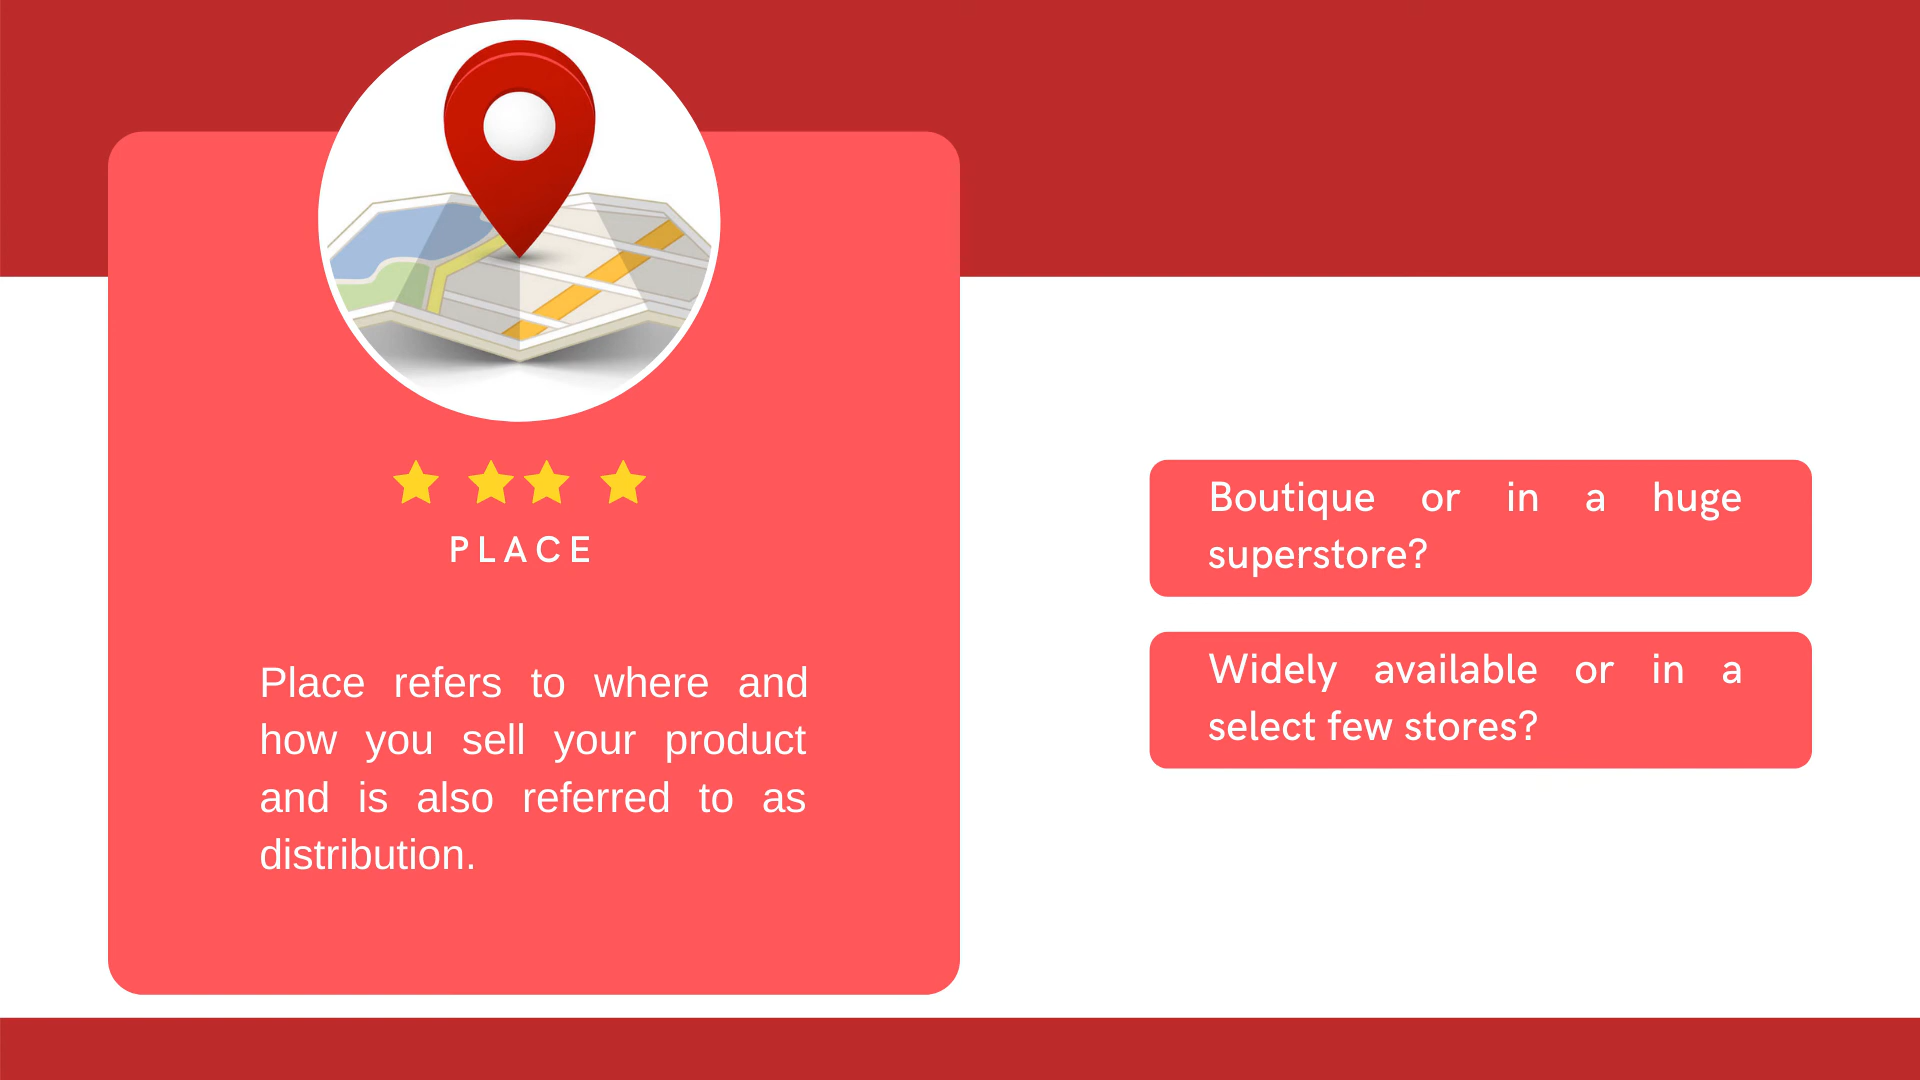 PLACE
Place refers to where and
how you sell your product
and is also referred to as
distribution.
Boutique or in a huge
superstore?
Widely available or in a
select few stores?